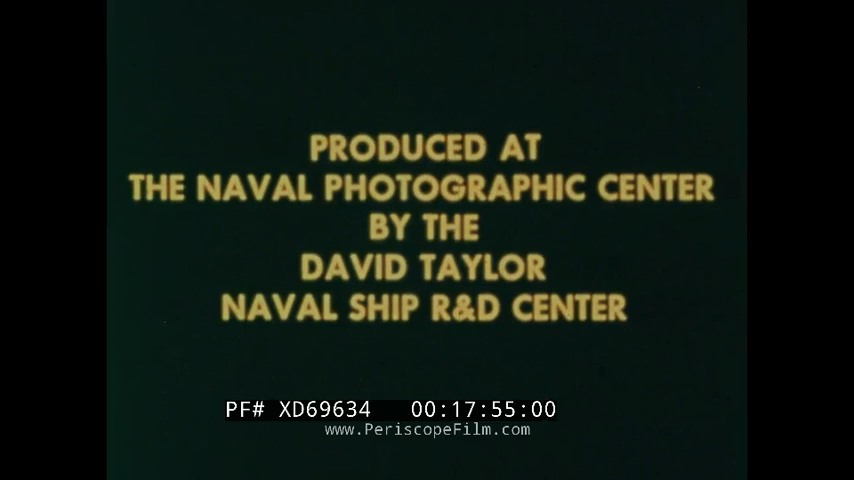 PRODUCED AT
THE NAVAL PHOTOGRAPHIC CENTER
BY THE
DAVID TAYLOR
NAVAL SHIP R&D CENTER
PF# XD69634 00:17:55:00
www.PeriscopeFilm.com